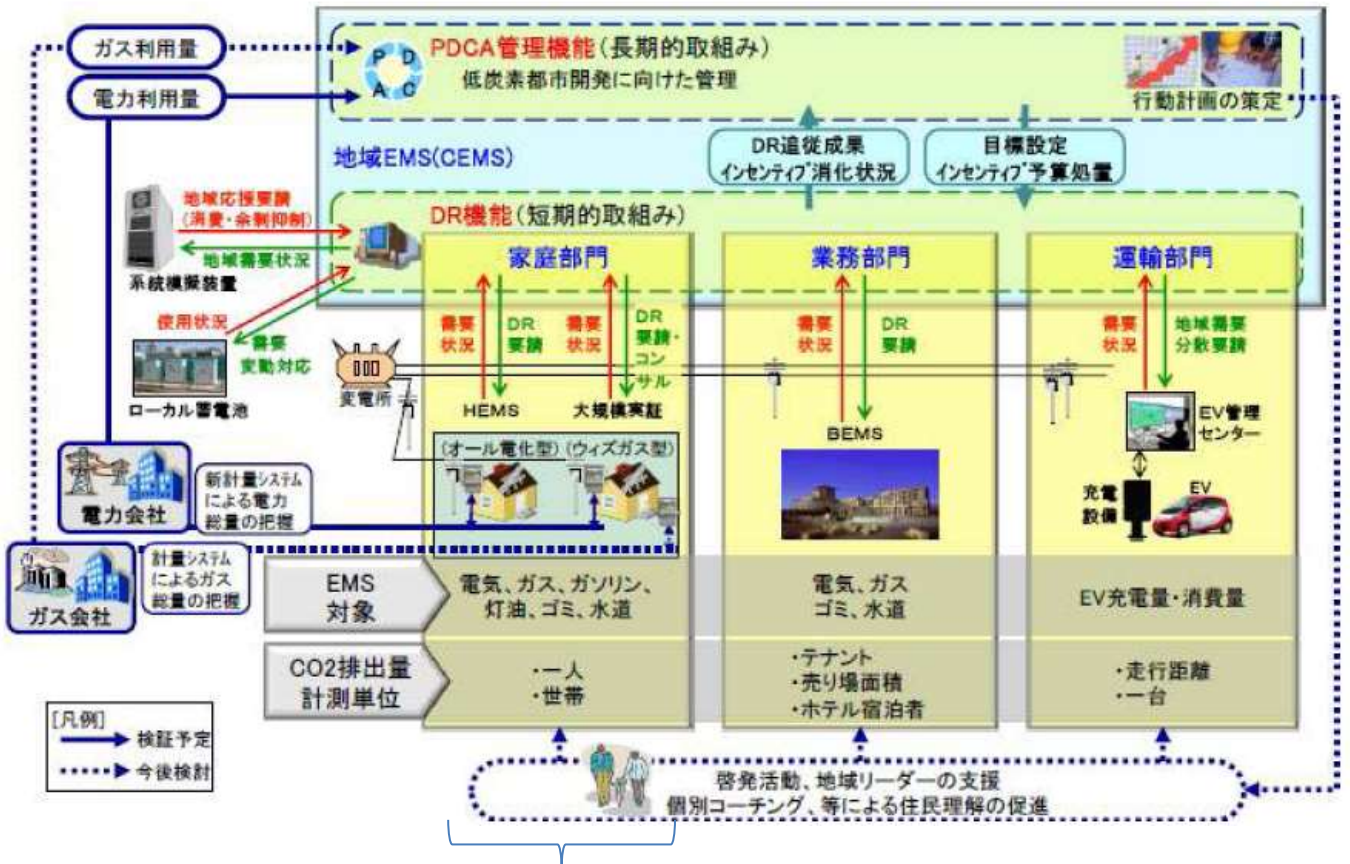 ガス利用量
電力利用量
P D
A C
PDCA管理機能(長期的取組み)
低炭素都市開発に向けた管理
行動計画の策定
地域EMS(CEMS)
DR追従成果
インセンティブ消化状況
目標設定
インセンティブ予算処置
DR機能(短期的取組み)
地域応援要請
(消費・余剰抑制)
地域需要状況
系統模擬装置
使用状況
需要
変動対応
ローカル蓄電池
変電所
家庭部門
業務部門
運輸部門
需要
状況
DR
要請
需要
状況
DR
要請・
コン
サル
需要
状況
DR
要請
需要
状況
地域需要
分散要請
HEMS
大規模実証
BEMS
EV管理
センター
(オール電化型)
(ウィズガス型)
充電
設備
EV
電力会社
新計量システム
による電力
総量の把握
ガス会社
計量システム
によるガス
総量の把握
EMS
対象
電気、ガス、ガソリン、
灯油、ゴミ、水道
電気、ガス
ゴミ、水道
EV充電量・消費量
CO2排出量
計測単位
・一人
・世帯
・テナント
・売り場面積
・ホテル宿泊者
・走行距離
・一台
[凡例]
検証予定
今後検討
啓発活動、地域リーダーの支援
個別コーチング、等による住民理解の促進